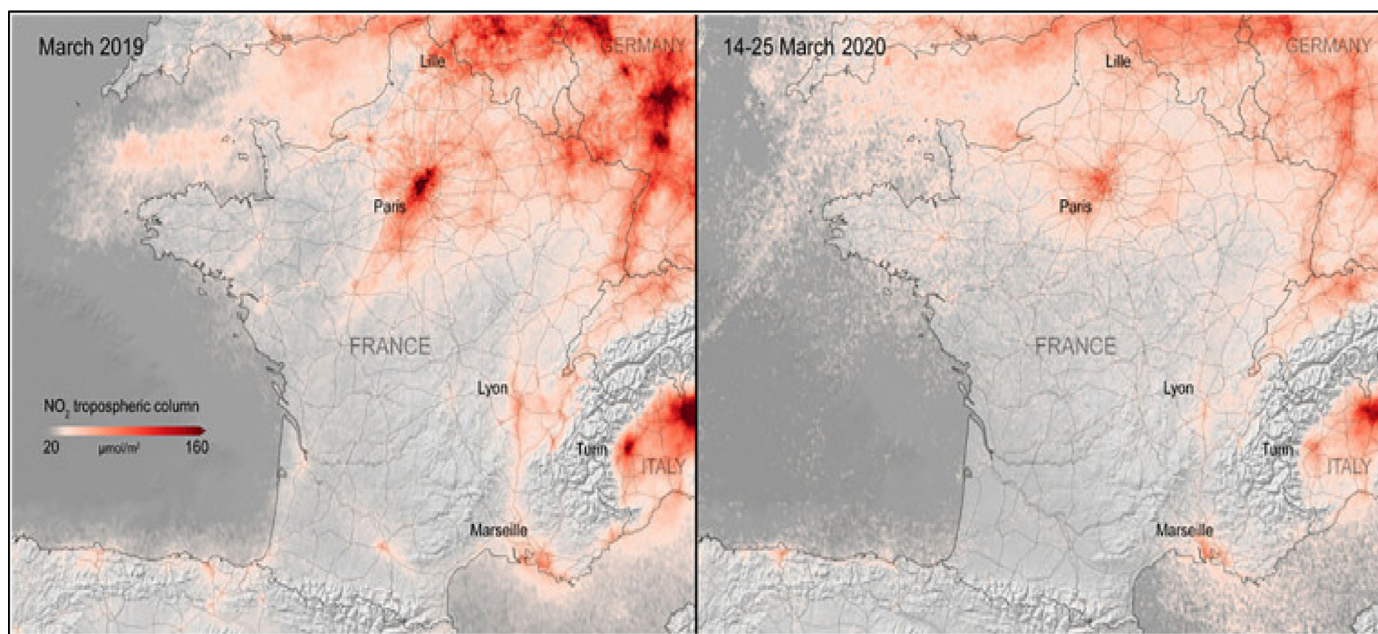 March 2019
GERMANY
Lille
Paris
FRANCE
Lyon
NO₂ tropospheric column
20 µmol/m² 160
Turin
ITALY
Marseille
14-25 March 2020
GERMANY
Lille
Paris
FRANCE
Lyon
Turin
ITALY
Marseille